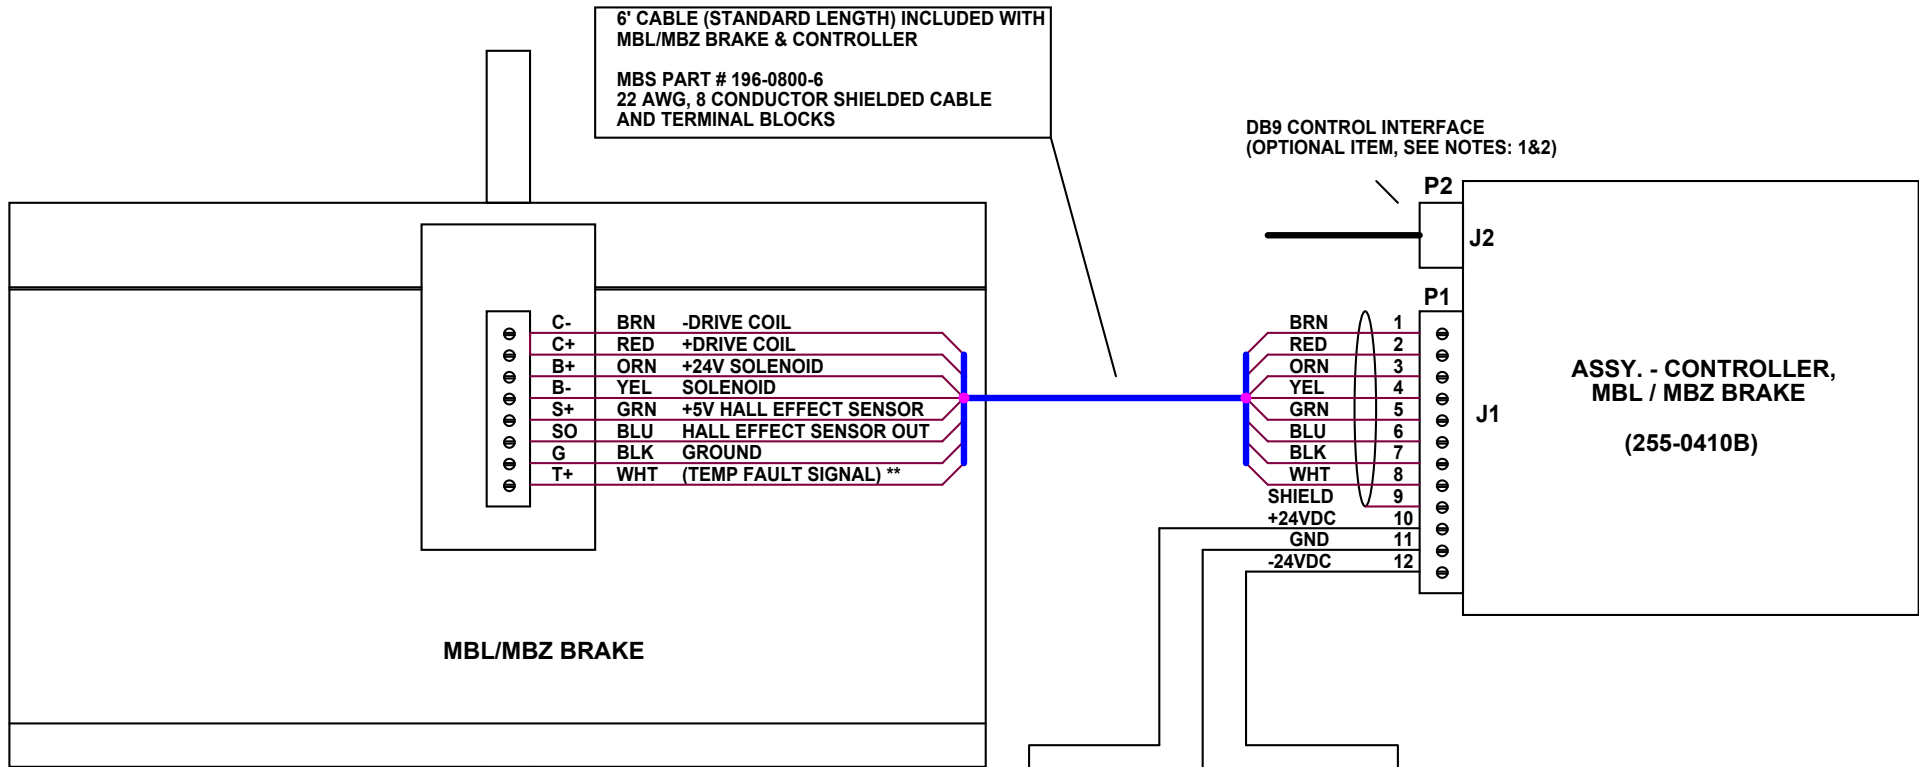 6' CABLE (STANDARD LENGTH) INCLUDED WITH
MBL/MBZ BRAKE & CONTROLLER
MBS PART # 196-0800-6
22 AWG, 8 CONDUCTOR SHIELDED CABLE
AND TERMINAL BLOCKS
DB9 CONTROL INTERFACE
(OPTIONAL ITEM, SEE NOTES: 1&2)
P2
J2
P1
C- BRN -DRIVE COIL
C+ RED +DRIVE COIL
B+ ORN +24V SOLENOID
B- YEL SOLENOID
S+ GRN +5V HALL EFFECT SENSOR
SO BLU HALL EFFECT SENSOR OUT
G BLK GROUND
T+ WHT (TEMP FAULT SIGNAL) **
BRN 1
RED 2
ORN 3
YEL 4
GRN 5
BLU 6
BLK 7
WHT 8
SHIELD 9
+24VDC 10
GND 11
-24VDC 12
J1
ASSY. - CONTROLLER,
MBL / MBZ BRAKE
(255-0410B)
MBL/MBZ BRAKE